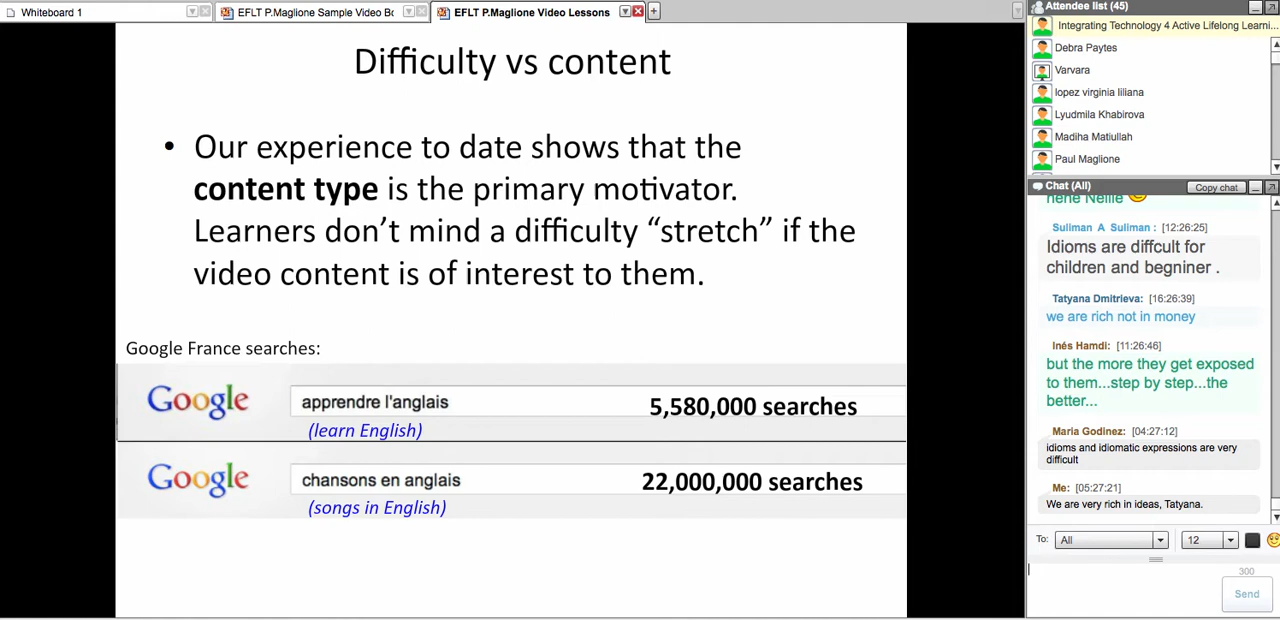 Whiteboard 1
EFLT P.Maglione Sample Video Bo
EFLT P.Maglione Video Lessons
Difficulty vs content
• Our experience to date shows that the
content type is the primary motivator.
Learners don’t mind a difficulty “stretch” if the
video content is of interest to them.
Google France searches:
Google
apprendre l'anglais
5,580,000 searches
(learn English)
Google
chansons en anglais
22,000,000 searches
(songs in English)
Attendee list (45)
Integrating Technology 4 Active Lifelong Learni...
Debra Paytes
Varvara
lopez virginia liliana
Lyudmila Khabirova
Madiha Matiullah
Paul Maglione
Chat (All)
Copy chat
hehe Nellie
Suliman A Suliman : [12:26:25]
Idioms are diffcult for
children and begniner .
Tatyana Dmitrieva: [16:26:39]
we are rich not in money
Inés Hamdi: [11:26:46]
but the more they get exposed
to them...step by step...the
better...
Maria Godinez: [04:27:12]
idioms and idiomatic expressions are very
difficult
Me: [05:27:21]
We are very rich in ideas, Tatyana.
To: All 12
300
Send